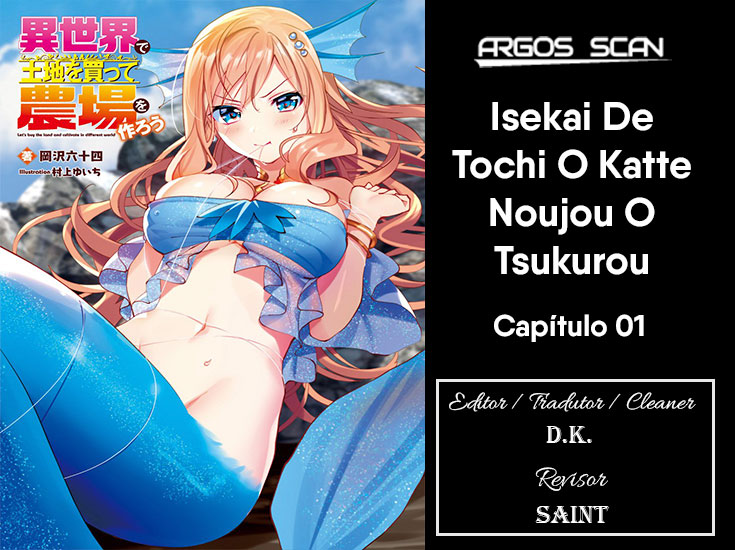 異世界で
土地を買って
農場を
作ろう
Let's buy the land and cultivate in different world
著 岡沢六十四
Illustration 村上ゆいち
ARGOS SCAN
Isekai De
Tochi O Katte
Noujou O
Tsukurou
Capítulo 01
Editor / Tradutor / Cleaner
D.K.
Revisor
SAINT